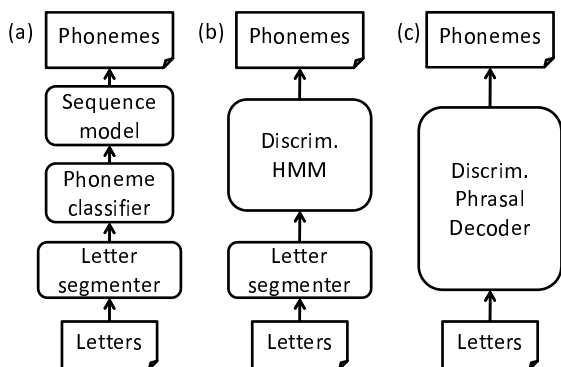 (a)
Phonemes
Sequence
model
Phoneme
classifier
Letter
segmenter
Letters
(b)
Phonemes
Discrim.
HMM
Letter
segmenter
Letters
(c)
Phonemes
Discrim.
Phrasal
Decoder
Letters